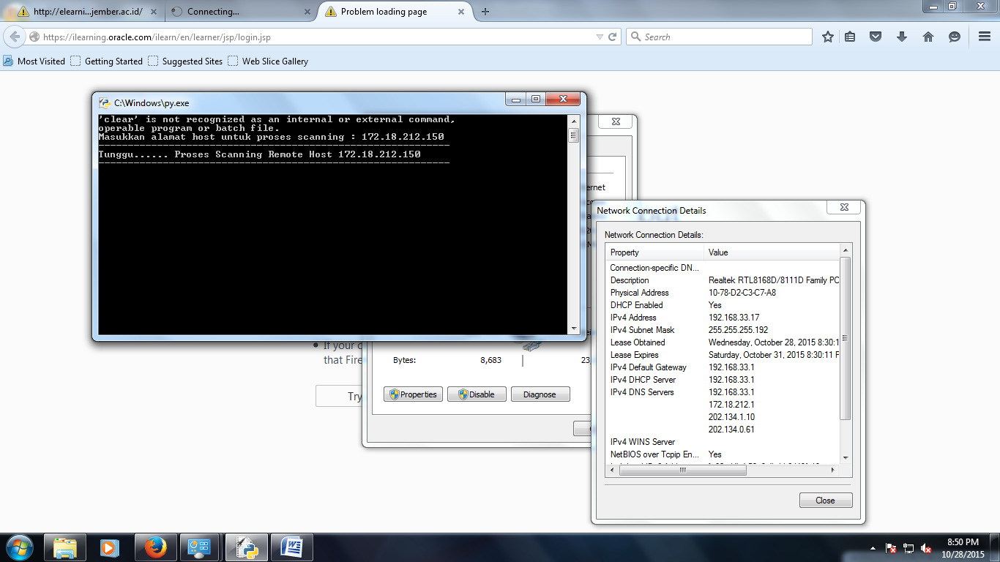 http://elearni...jember.ac.id/
Connecting...
Problem loading page
https://ilearning.oracle.com/ilearn/en/learner/jsp/login.jsp
Search
Most Visited
Getting Started
Suggested Sites
Web Slice Gallery
C:\Windows\py.exe
'clear' is not recognized as an internal or external command,
operable program or batch file.
Masukkan alamat host untuk proses scanning : 172.18.212.150
Tunggu...... Proses Scanning Remote Host 172.18.212.150
ernet
If your
that Fire
Try
Bytes: 8,683 23
Properties
Disable
Diagnose
Network Connection Details
Network Connection Details:
Property Value
Connection-specific DN...
Description Realtek RTL8168D/8111D Family PC
Physical Address 10-78-D2-C3-C7-A8
DHCP Enabled Yes
IPv4 Address 192.168.33.17
IPv4 Subnet Mask 255.255.255.192
Lease Obtained Wednesday, October 28, 2015 8:30:1
Lease Expires Saturday, October 31, 2015 8:30:11 P
IPv4 Default Gateway 192.168.33.1
IPv4 DHCP Server 192.168.33.1
IPv4 DNS Servers 192.168.33.1
172.18.212.1
202.134.1.10
202.134.0.61
IPv4 WINS Server
NetBIOS over Tcpip En... Yes
Close
8:50 PM
10/28/2015